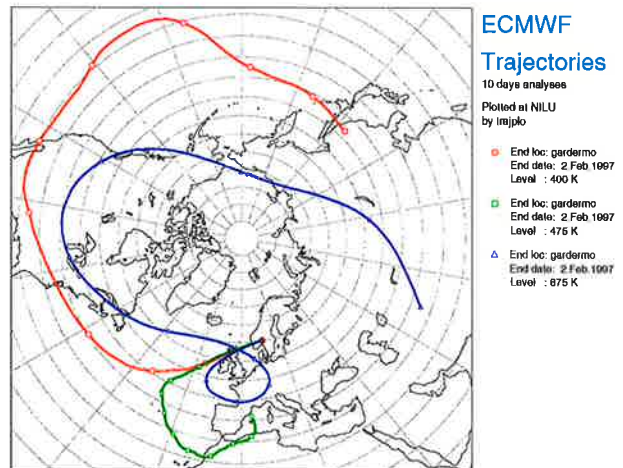 ECMWF
Trajectories
10 days analyses
Plotted at NILU
by trajplo
End loc: gardermo
End date: 2 Feb 1997
Level : 400 K
End loc: gardermo
End date: 2 Feb 1997
Level : 475 K
End loc: gardermo
End date: 2 Feb 1997
Level : 675 K